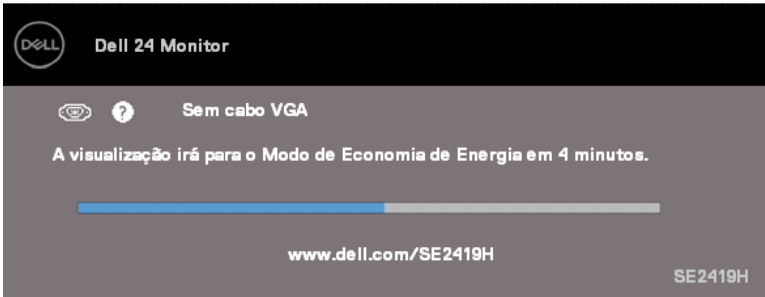 DELL
Dell 24 Monitor
? Sem cabo VGA
A visualização irá para o Modo de Economia de Energia em 4 minutos.
www.dell.com/SE2419H
SE2419H